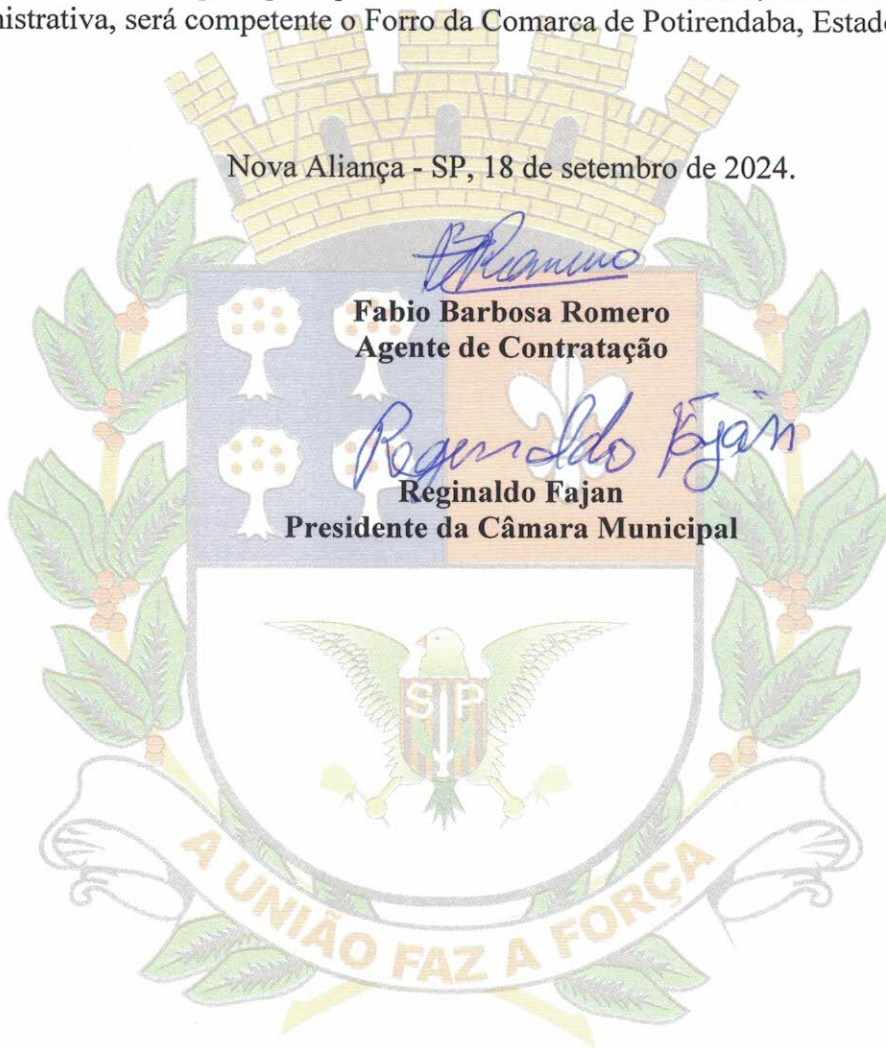 nistrativa, será competente o Forro da Comarca de Potirendaba, Estado
Nova Aliança - SP, 18 de setembro de 2024.
Fabio Barbosa Romero
Agente de Contratação
Reginaldo Fajan
Reginaldo Fajan
Presidente da Câmara Municipal
SP
A UNIÃO FAZ A FORÇA